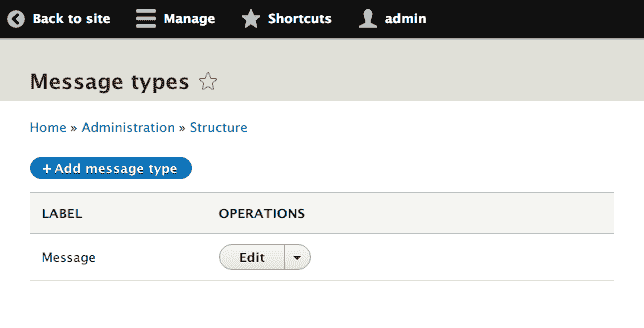 Back to site Manage Shortcuts admin
Message types
Home » Administration » Structure
+ Add message type
LABEL OPERATIONS
Message Edit